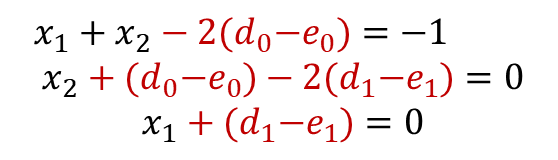 x₁ + x₂ − 2(d₀−e₀) = −1
x₂ + (d₀−e₀) − 2(d₁−e₁) = 0
x₁ + (d₁−e₁) = 0